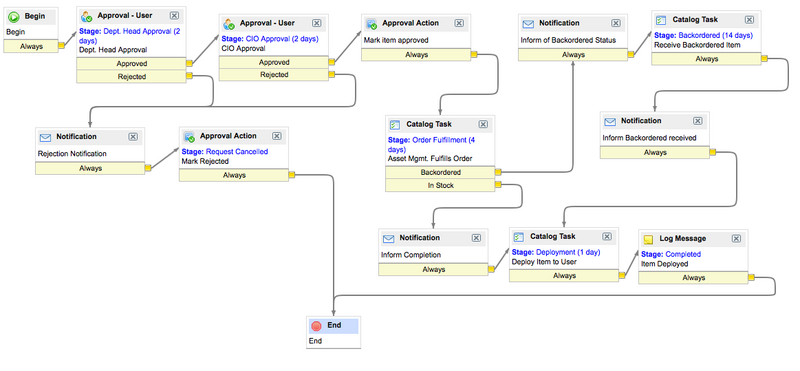 Begin
Begin
Always
Approval - User
Stage: Dept. Head Approval (2
days)
Dept. Head Approval
Approved
Rejected
Approval - User
Stage: CIO Approval (2 days)
CIO Approval
Approved
Rejected
Approval Action
Mark item approved
Always
Notification
Inform of Backordered Status
Always
Catalog Task
Stage: Backordered (14 days)
Receive Backordered Item
Always
Notification
Rejection Notification
Always
Approval Action
Stage: Request Cancelled
Mark Rejected
Always
Catalog Task
Stage: Order Fulfillment (4
days)
Asset Mgmt. Fulfills Order
Backordered
In Stock
Notification
Inform Backordered received
Always
Notification
Inform Completion
Always
Catalog Task
Stage: Deployment (1 day)
Deploy Item to User
Always
Log Message
Stage: Completed
Item Deployed
Always
End
End